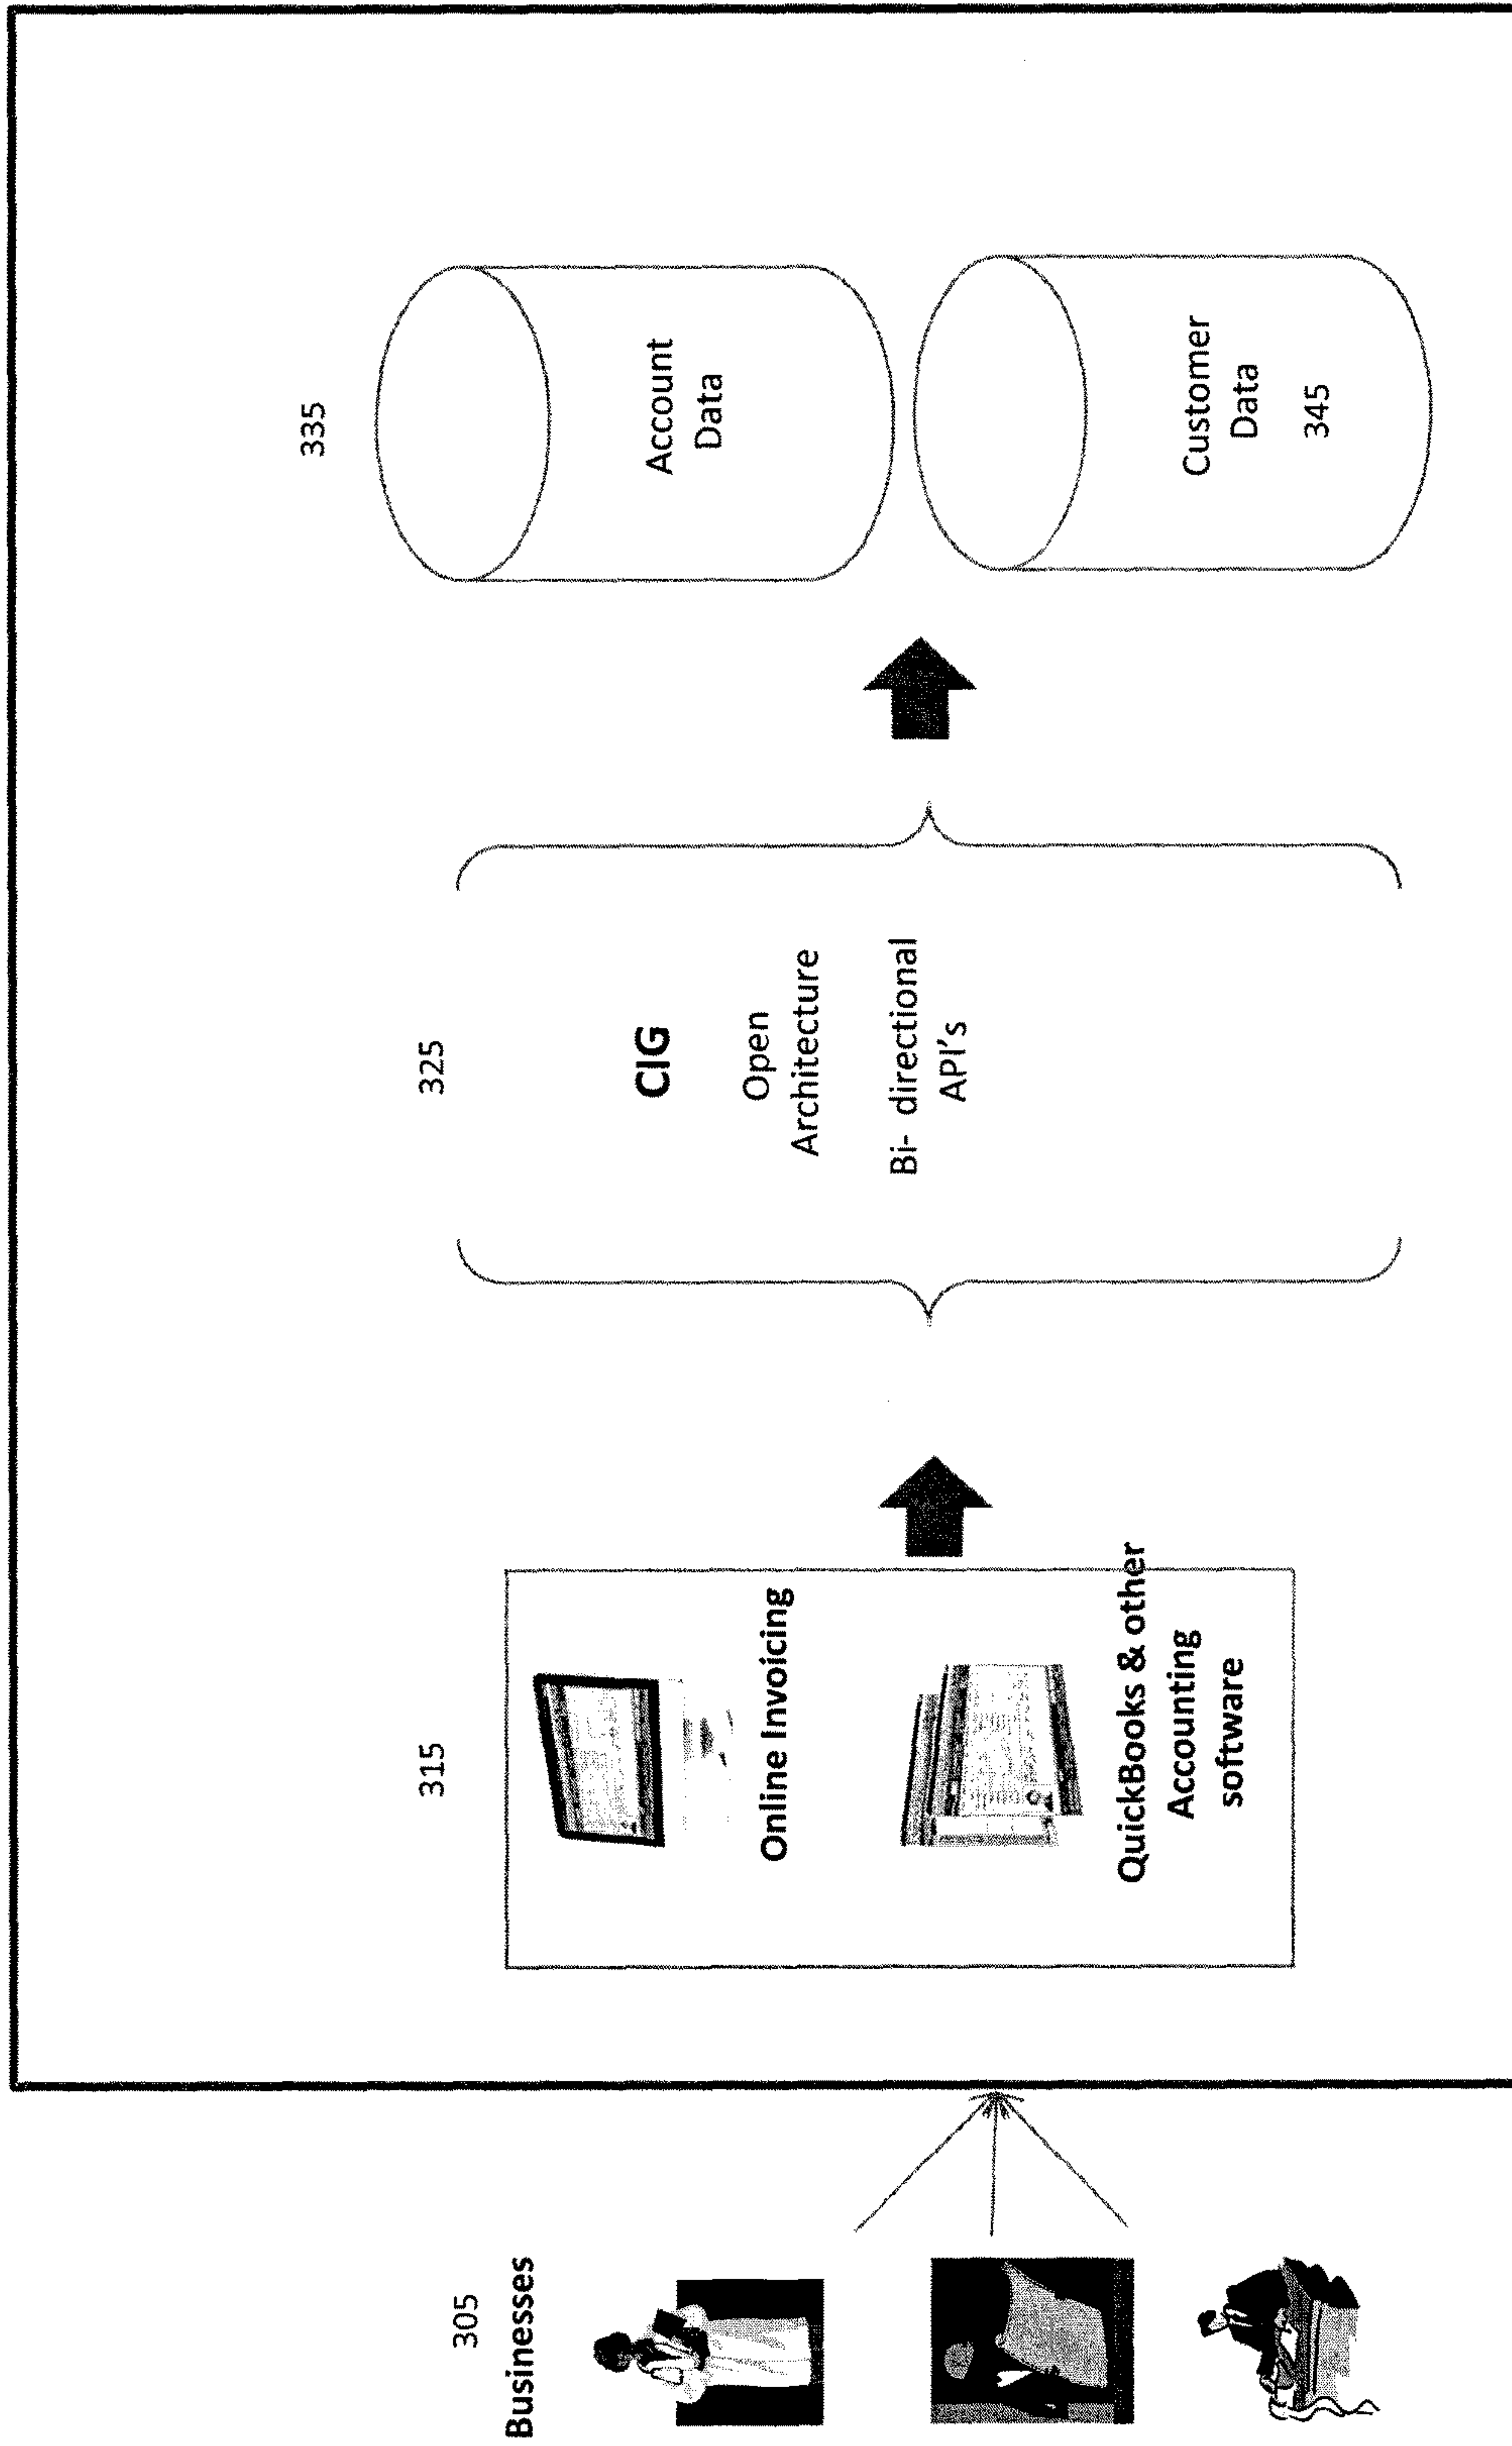 305
Businesses
315
Online Invoicing
QuickBooks & other
Accounting
software
325
CIG
Open
Architecture
Bi- directional
API's
335
Account
Data
Customer
Data
345